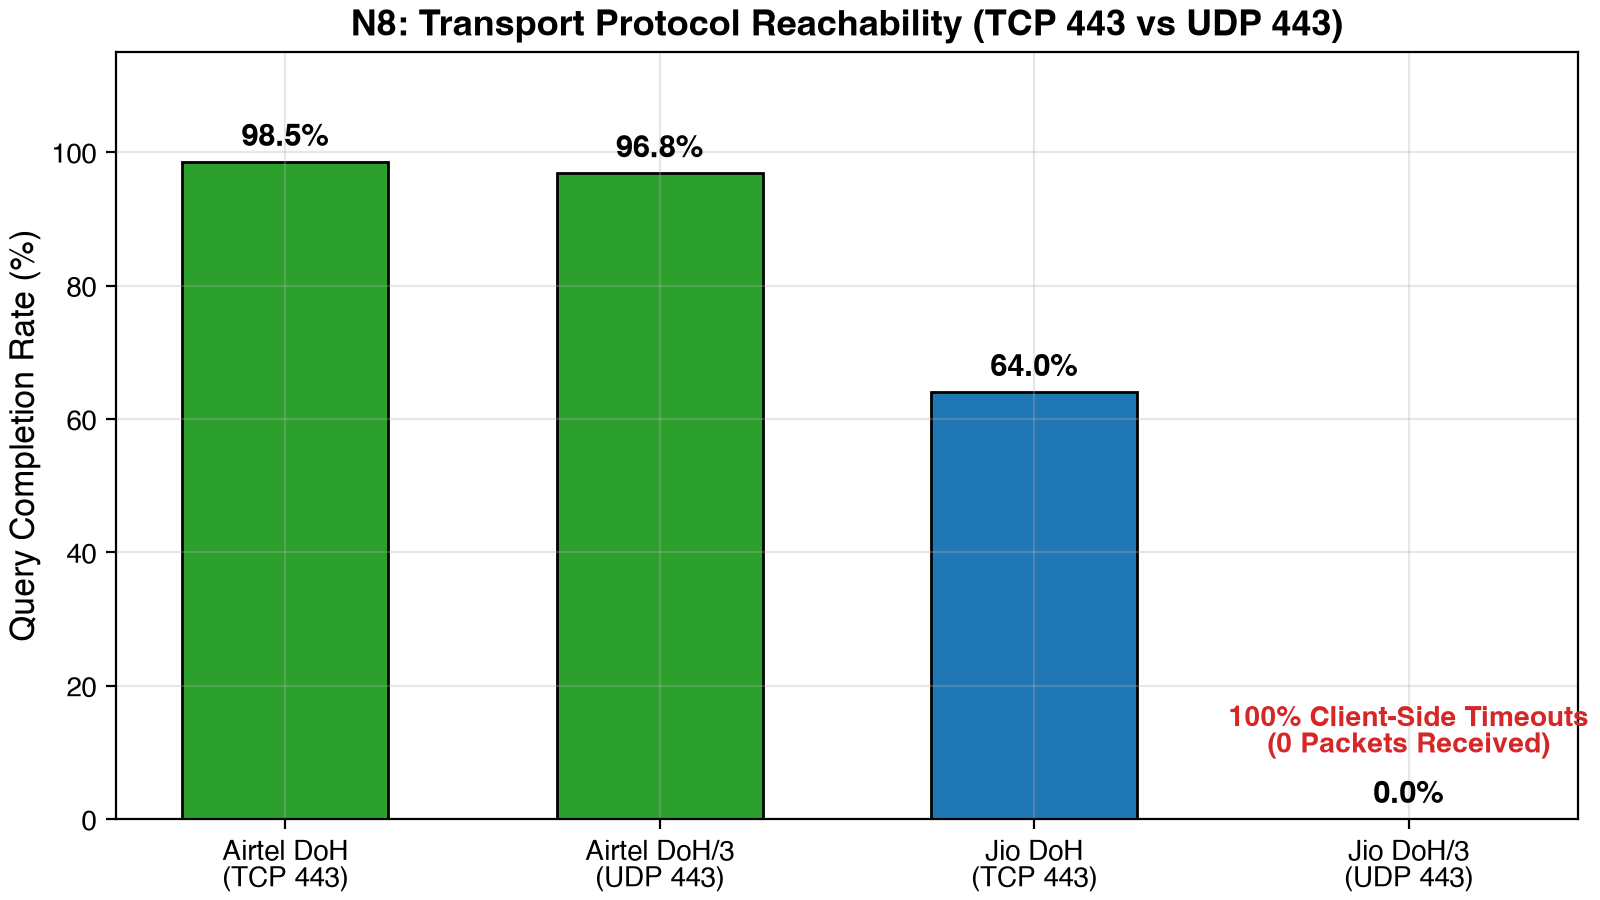 N8: Transport Protocol Reachability (TCP 443 vs UDP 443)
Query Completion Rate (%)
100
80
60
40
20
0
98.5%
96.8%
64.0%
100% Client-Side Timeouts
(0 Packets Received)
0.0%
Airtel DoH
(TCP 443)
Airtel DoH/3
(UDP 443)
Jio DoH
(TCP 443)
Jio DoH/3
(UDP 443)